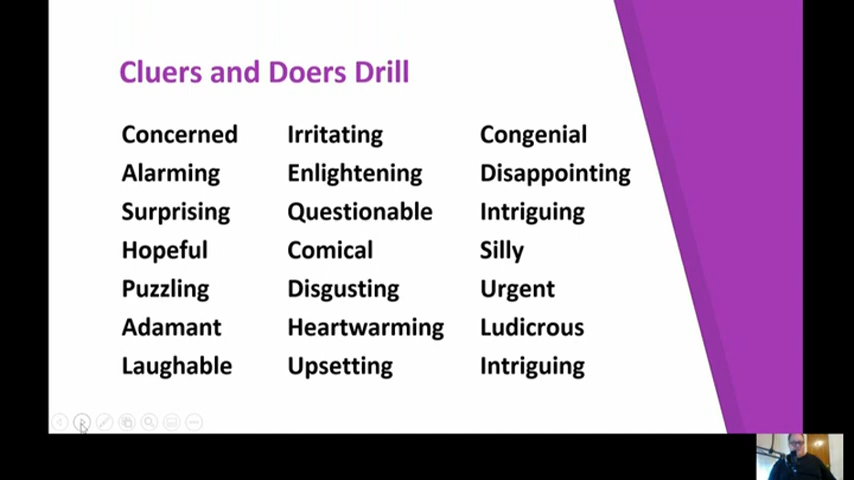 Cluers and Doers Drill
Concerned Irritating Congenial
Alarming Enlightening Disappointing
Surprising Questionable Intriguing
Hopeful Comical Silly
Puzzling Disgusting Urgent
Adamant Heartwarming Ludicrous
Laughable Upsetting Intriguing